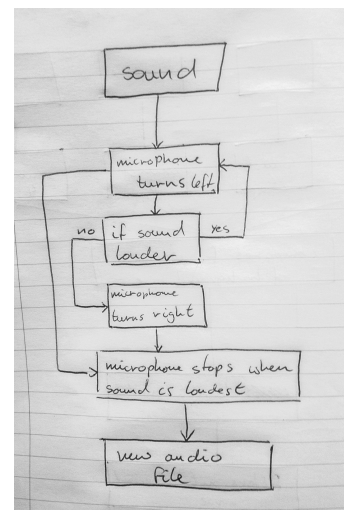 sound
microphone
turns left
no
if sound
louder
yes
microphone
turns right
microphone stops when
sound is loudest
new audio
file